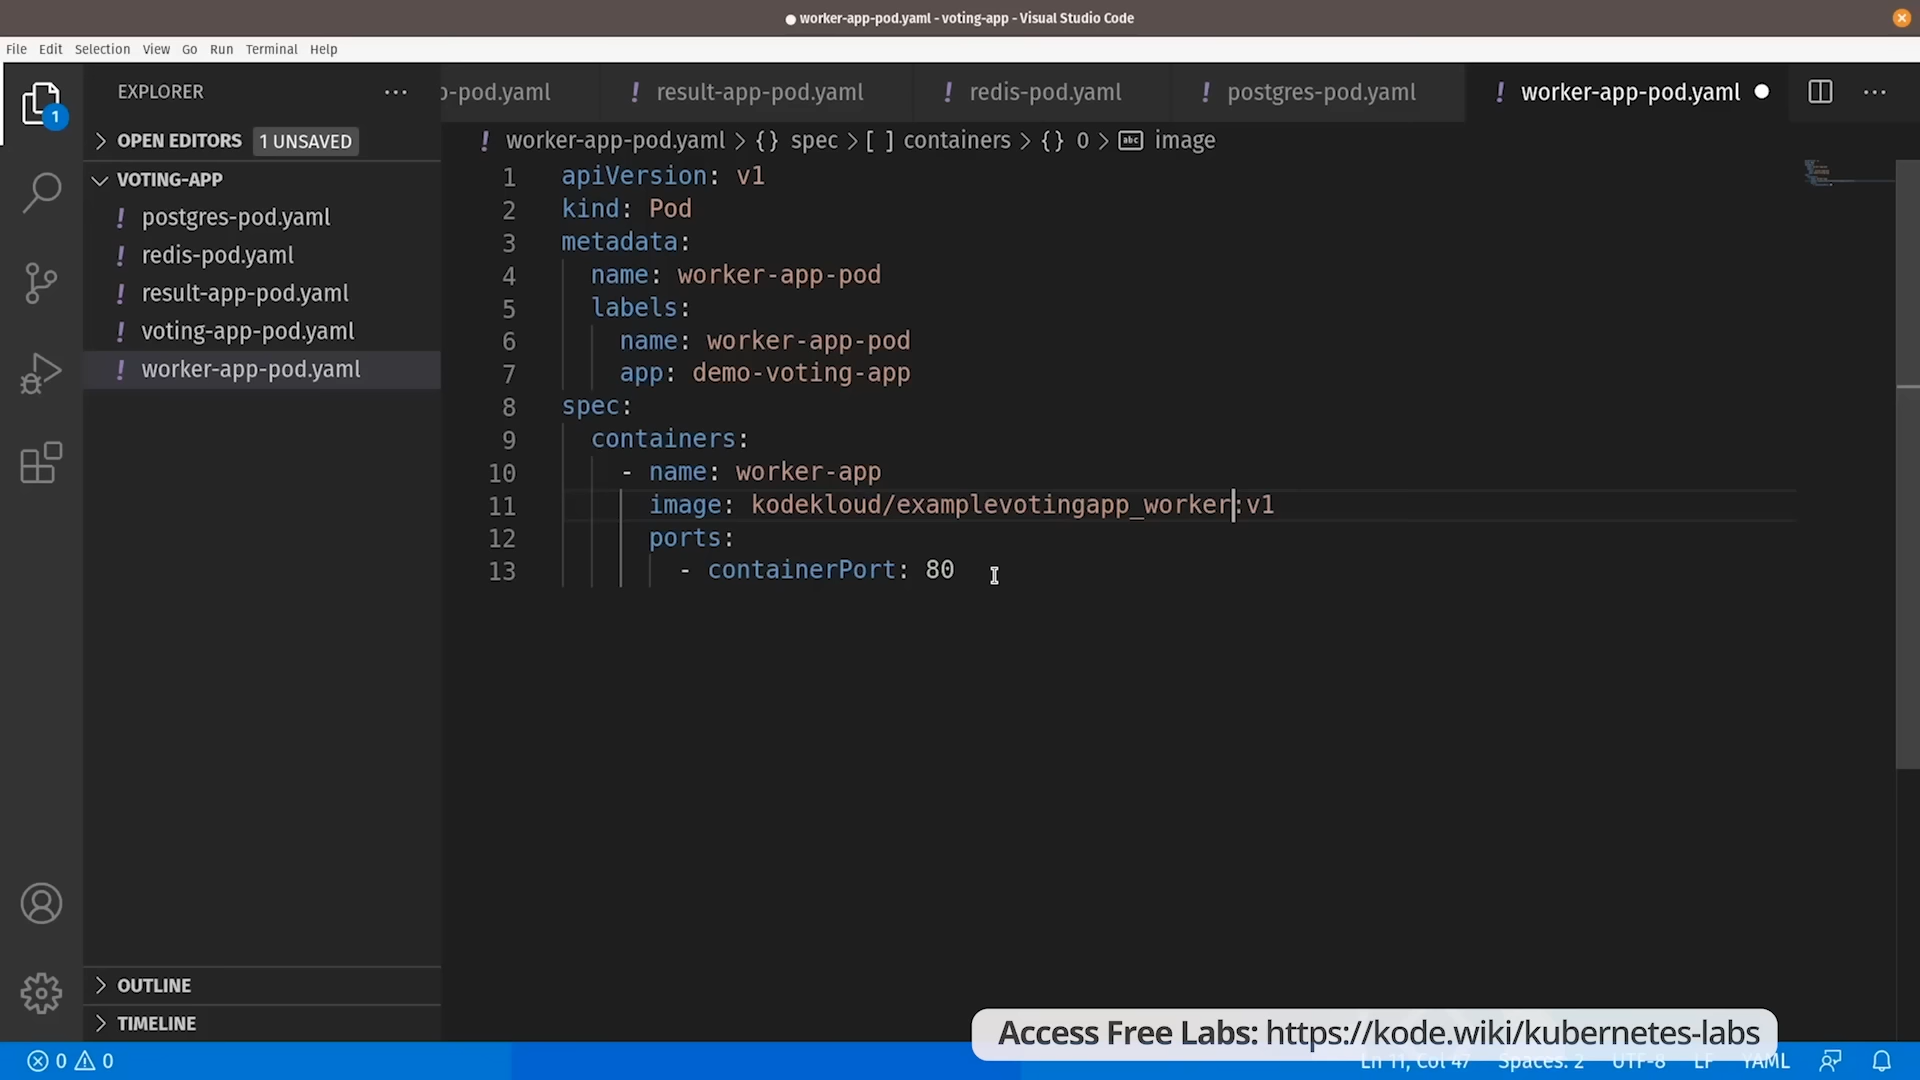 ● worker-app-pod.yaml - voting-app - Visual Studio Code
File Edit Selection View Go Run Terminal Help
EXPLORER ...
o-pod.yaml ! result-app-pod.yaml ! redis-pod.yaml ! postgres-pod.yaml ! worker-app-pod.yaml ● ...
1
OPEN EDITORS 1 UNSAVED
! worker-app-pod.yaml > {} spec > [ ] containers > {} 0 > abc image
VOTING-APP
! postgres-pod.yaml
! redis-pod.yaml
! result-app-pod.yaml
! voting-app-pod.yaml
! worker-app-pod.yaml
1 apiVersion: v1
2 kind: Pod
3 metadata:
4 name: worker-app-pod
5 labels:
6 name: worker-app-pod
7 app: demo-voting-app
8 spec:
9 containers:
10 - name: worker-app
11 image: kodekloud/examplevotingapp_worker:v1
12 ports:
13 - containerPort: 80
OUTLINE
TIMELINE
Access Free Labs: https://kode.wiki/kubernetes-labs
0 0 Ln 11, Col 47 Spaces: 2 UTF-8 LF YAML